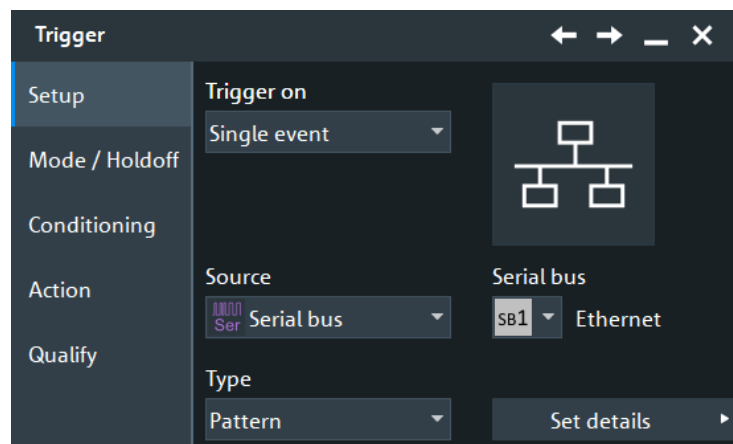 Trigger
Setup
Mode / Holdoff
Conditioning
Action
Qualify
Trigger on
Single event
Source
Serial bus
Ser Serial bus
SB1 Ethernet
Type
Pattern
Set details